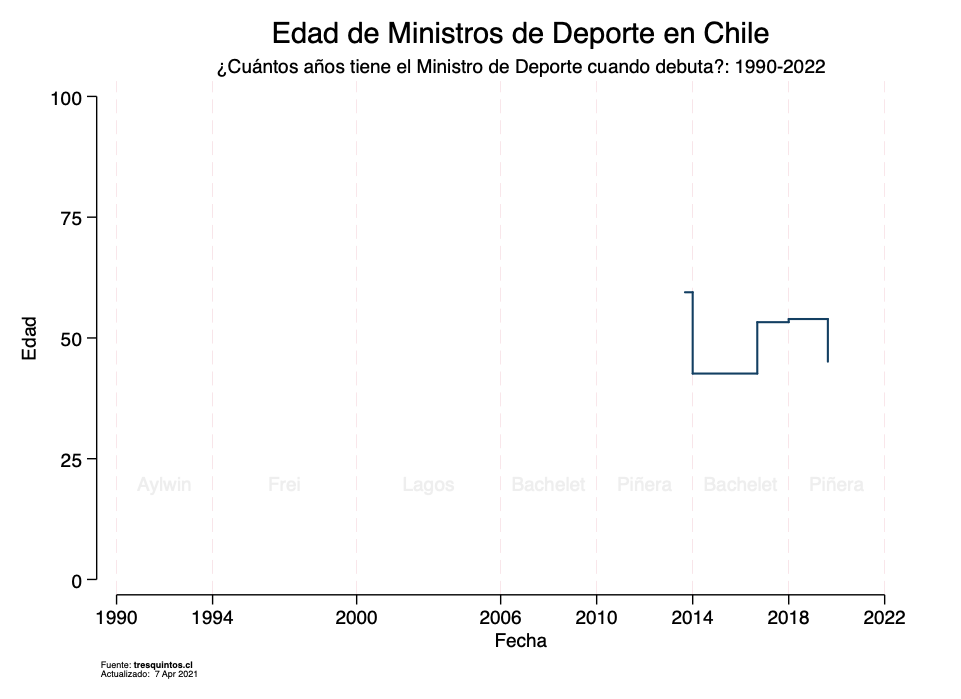 Edad de Ministros de Deporte en Chile
¿Cuántos años tiene el Ministro de Deporte cuando debuta?: 1990-2022
100
75
50
25
0
Edad
Aylwin Frei Lagos Bachelet Piñera Bachelet Piñera
1990 1994 2000 2006 2010 2014 2018 2022
Fecha
Fuente: tresquintos.cl
Actualizado: 7 Apr 2021